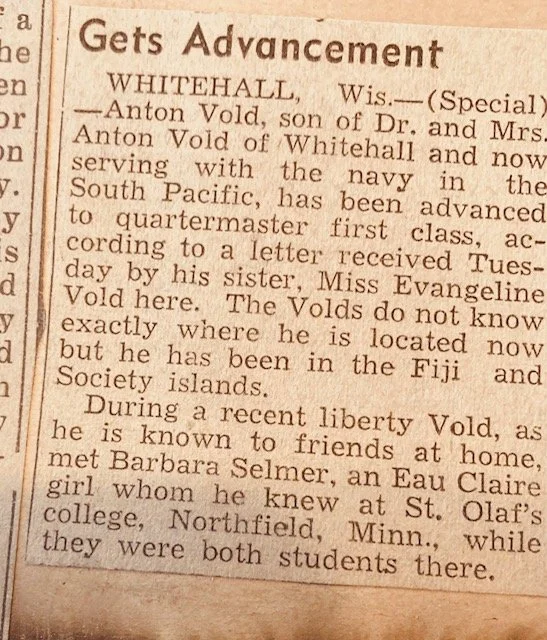 Gets Advancement
WHITEHALL, Wis.—(Special)
—Anton Vold, son of Dr. and Mrs.
Anton Vold of Whitehall and now
serving with the navy in the
South Pacific, has been advanced
to quartermaster first class, ac-
cording to a letter received Tues-
day by his sister, Miss Evangeline
Vold here. The Volds do not know
exactly where he is located now
but he has been in the Fiji and
Society islands.
During a recent liberty Vold, as
he is known to friends at home,
met Barbara Selmer, an Eau Claire
girl whom he knew at St. Olaf's
college, Northfield, Minn., while
they were both students there.